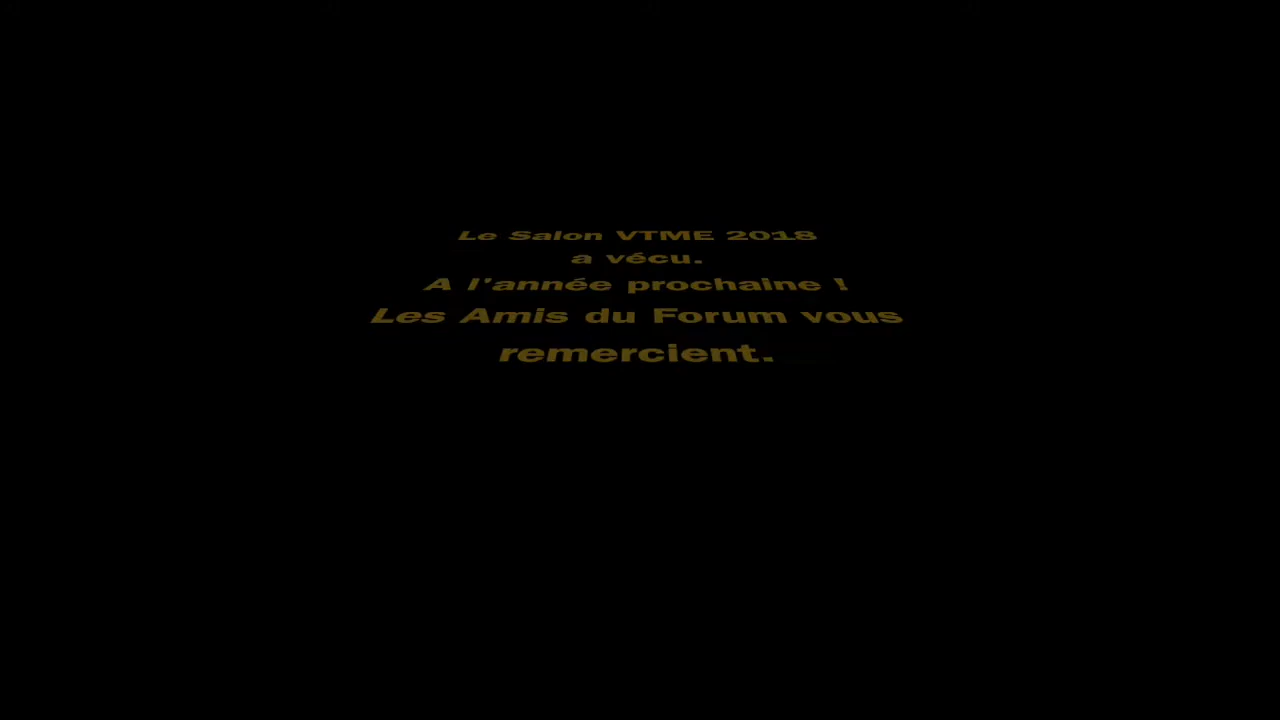 Le Salon VTME 2018
a vécu.
A l'année prochaine !
Les Amis du Forum vous
remercient.